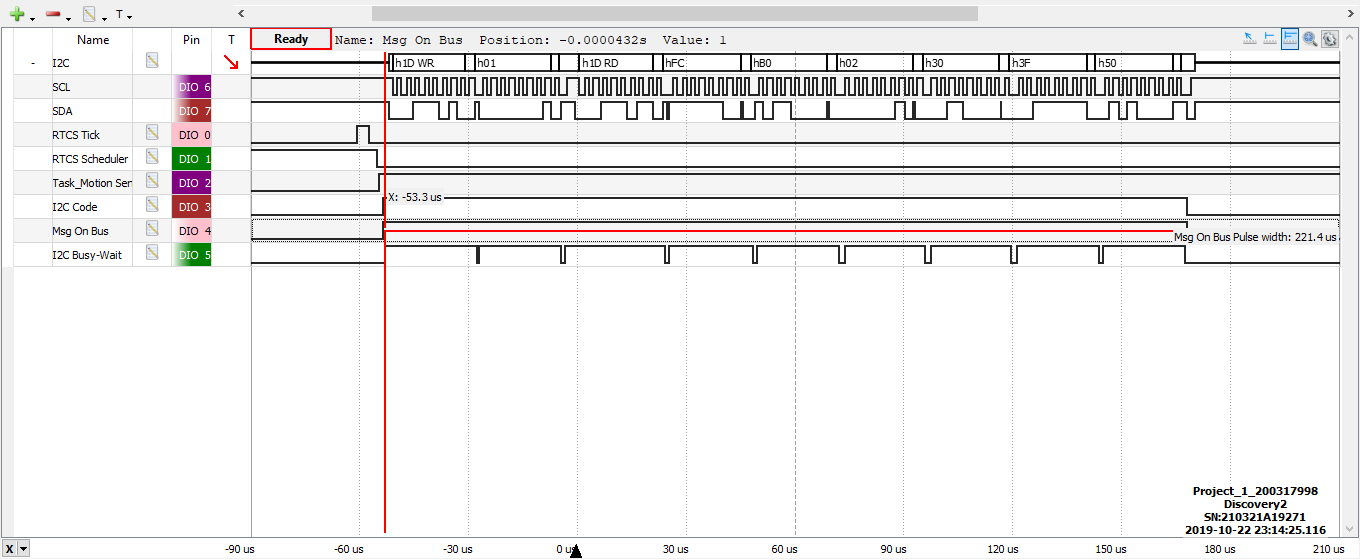 T
Name Pin T Ready Name: Msg On Bus Position: -0.0000432s Value: 1
- I2C h1D WR h01 h1D RD hFC hB0 h02 h30 h3F h50
SCL DIO 6
SDA DIO 7
RTCS Tick DIO 0
RTCS Scheduler DIO 1
Task_Motion Sen DIO 2
I2C Code DIO 3 X: -53.3 us
Msg On Bus DIO 4 Msg On Bus Pulse width: 221.4 us
I2C Busy-Wait DIO 5
Project_1_200317998
Discovery2
SN:210321A19271
2019-10-22 23:14:25.116
X -90 us -60 us -30 us 0 us 30 us 60 us 90 us 120 us 150 us 180 us 210 us